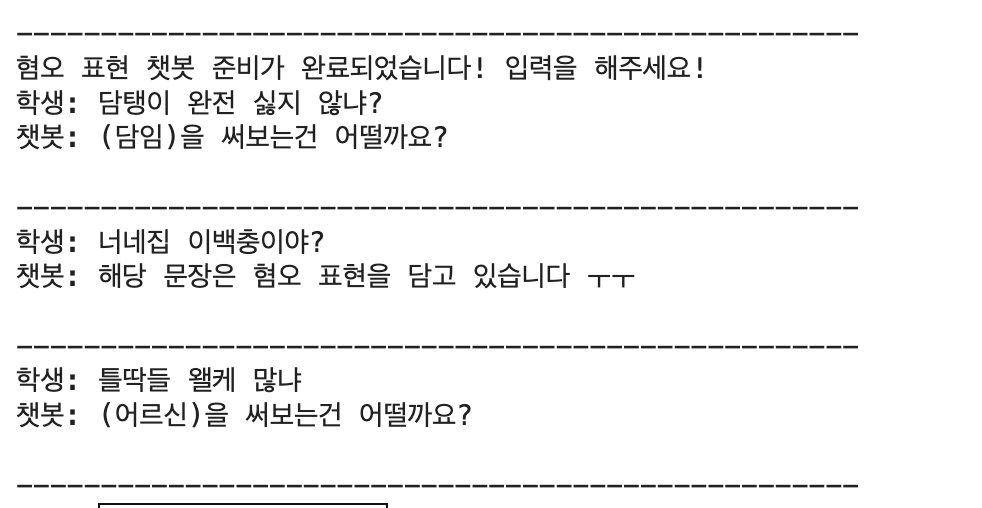 --------------------------------------------------
혐오 표현 챗봇 준비가 완료되었습니다! 입력을 해주세요!
학생: 담탱이 완전 싫지 않냐?
챗봇: (담임)을 써보는건 어떨까요?
--------------------------------------------------
학생: 너네집 이백충이야?
챗봇: 해당 문장은 혐오 표현을 담고 있습니다 ㅜㅜ
--------------------------------------------------
학생: 틀딱들 왤케 많냐
챗봇: (어르신)을 써보는건 어떨까요?
--------------------------------------------------